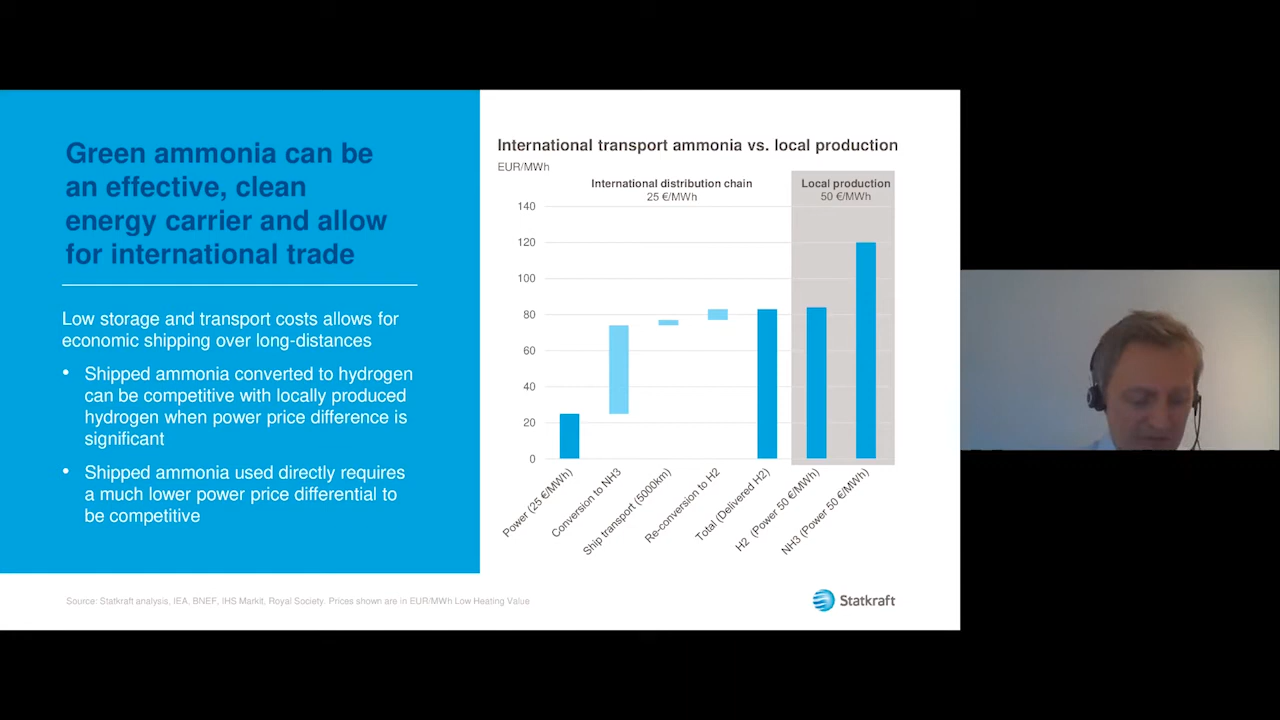 Green ammonia can be
an effective, clean
energy carrier and allow
for international trade
Low storage and transport costs allows for
economic shipping over long-distances
• Shipped ammonia converted to hydrogen
can be competitive with locally produced
hydrogen when power price difference is
significant
• Shipped ammonia used directly requires
a much lower power price differential to
be competitive
International transport ammonia vs. local production
EUR/MWh
International distribution chain
25 €/MWh
Local production
50 €/MWh
140
120
100
80
60
40
20
0
Power (25 €/MWh)
Conversion to NH3
Ship transport (5000km)
Re-conversion to H2
Total (Delivered H2)
H2 (Power 50 €/MWh)
NH3 (Power 50 €/MWh)
Source: Statkraft analysis, IEA, BNEF, IHS Markit, Royal Society. Prices shown are in EUR/MWh Low Heating Value
Statkraft